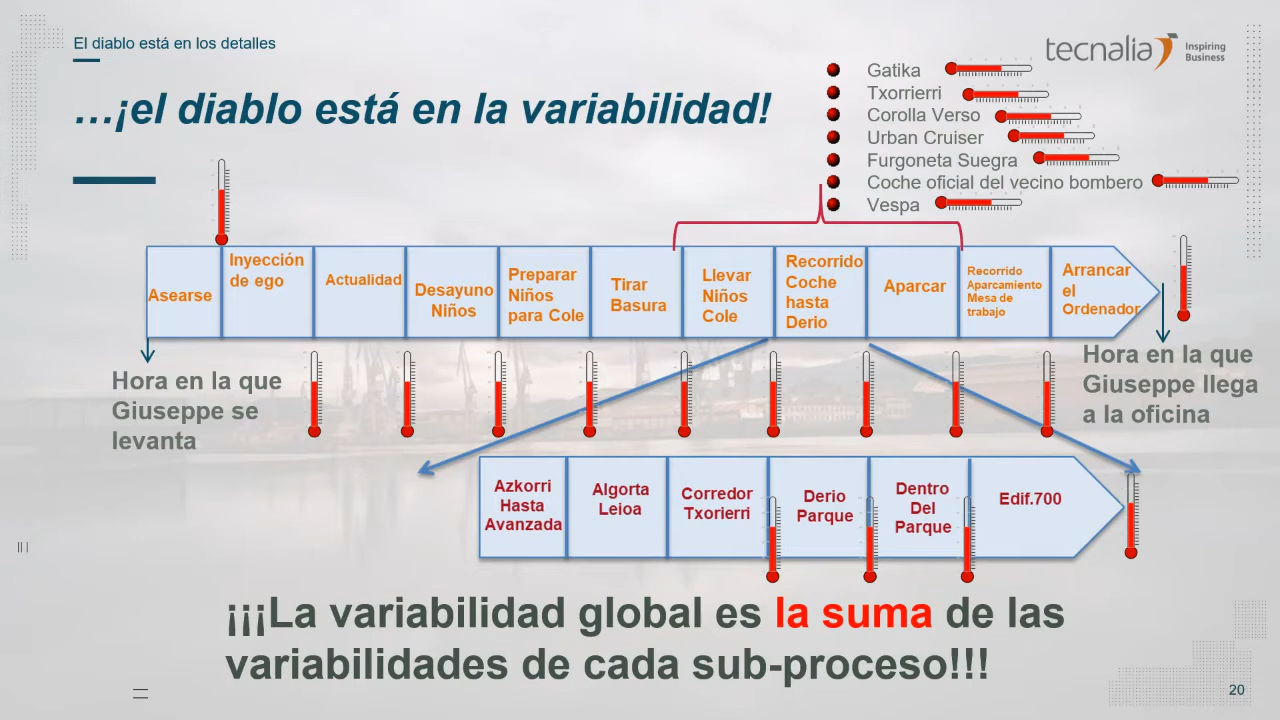 El diablo está en los detalles
tecnalia Inspiring
Business
…¡el diablo está en la variabilidad!
Gatika
Txorrierri
Corolla Verso
Urban Cruiser
Furgoneta Suegra
Coche oficial del vecino bombero
Vespa
Asearse
Inyección
de ego
Actualidad
Desayuno
Niños
Preparar
Niños
para Cole
Tirar
Basura
Llevar
Niños
Cole
Recorrido
Coche
hasta
Derio
Aparcar
Recorrido
Aparcamiento
Mesa de
trabajo
Arrancar
el
Ordenador
Hora en la que
Giuseppe se
levanta
Hora en la que
Giuseppe llega
a la oficina
Azkorri
Hasta
Avanzada
Algorta
Leioa
Corredor
Txorierri
Derio
Parque
Dentro
Del
Parque
Edif.700
¡¡¡La variabilidad global es la suma de las
variabilidades de cada sub-proceso!!!
20